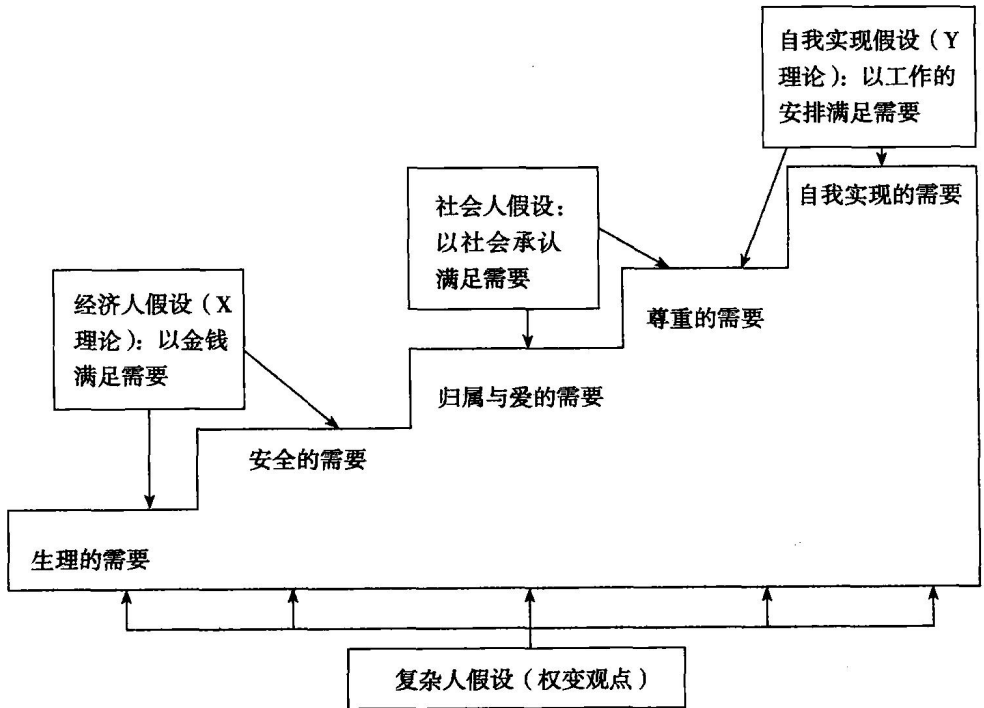 自我实现假设（Y
理论）：以工作的
安排满足需要
自我实现的需要
社会人假设：
以社会承认
满足需要
尊重的需要
经济人假设（X
理论）：以金钱
满足需要
归属与爱的需要
安全的需要
生理的需要
复杂人假设（权变观点）